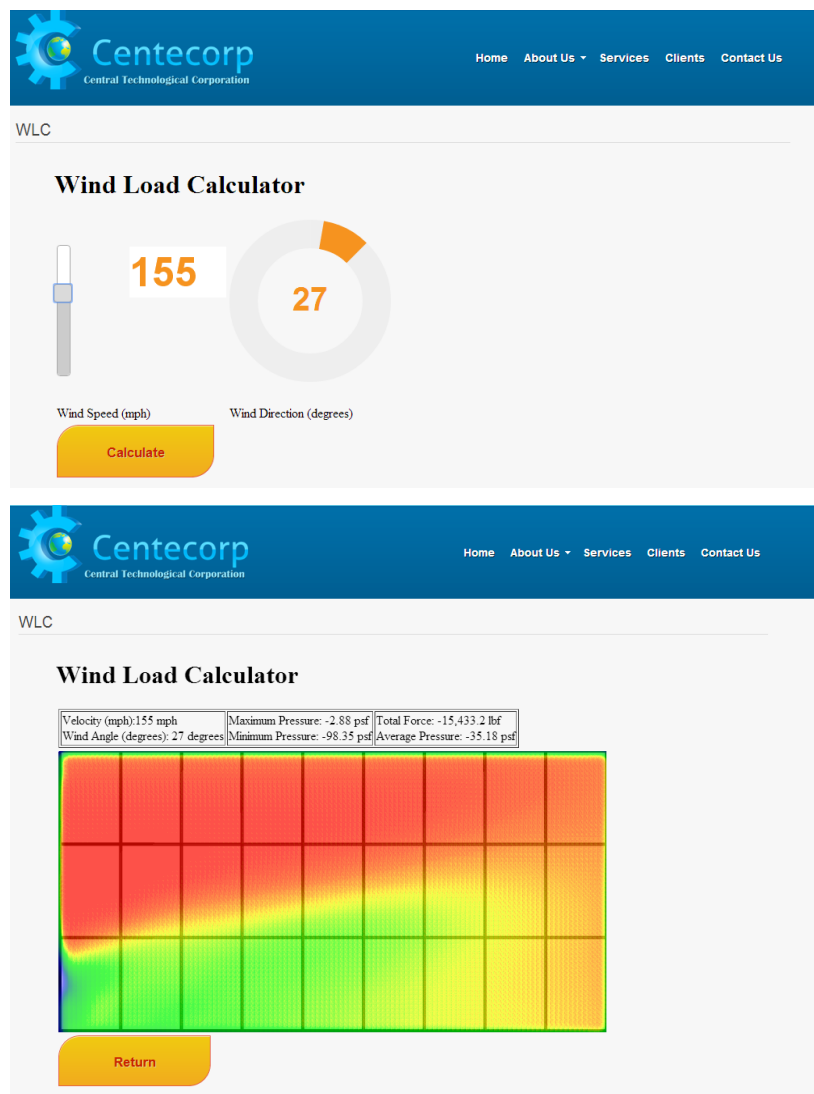 Centecorp
Central Technological Corporation
Home About Us Services Clients Contact Us
WLC
Wind Load Calculator
155
27
Wind Speed (mph) Wind Direction (degrees)
Calculate
Centecorp
Central Technological Corporation
Home About Us Services Clients Contact Us
WLC
Wind Load Calculator
Velocity (mph):155 mph Maximum Pressure: -2.88 psf Total Force: -15,433.2 lbf
Wind Angle (degrees): 27 degrees Minimum Pressure: -98.35 psf Average Pressure: -35.18 psf
Return